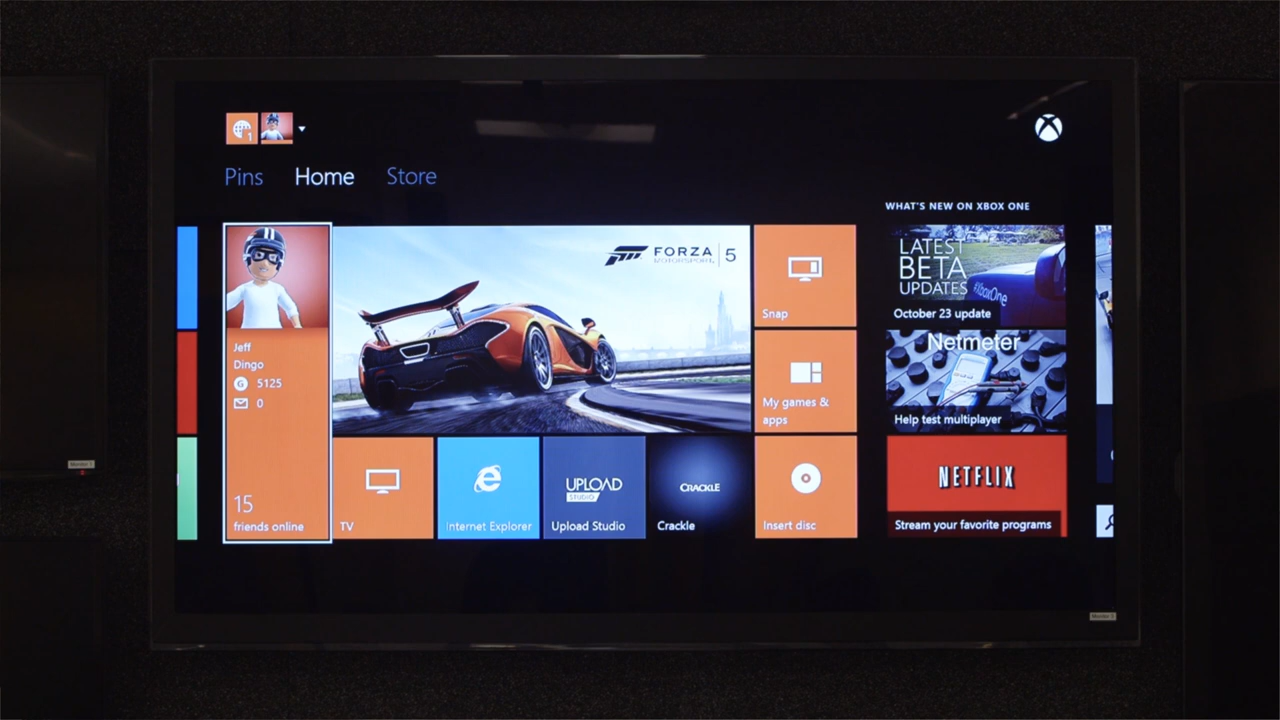 1
Pins Home Store
WHAT'S NEW ON XBOX ONE
Jeff
Dingo
G 5125
0
15
friends online
FORZA
MOTORSPORT
5
Snap
My games &
apps
TV
Internet Explorer
UPLOAD
STUDIO
Upload Studio
CRACKLE
Crackle
Insert disc
LATEST
BETA
UPDATES
#XboxOne
October 23 update
Netmeter
Help test multiplayer
NETFLIX
Stream your favorite programs